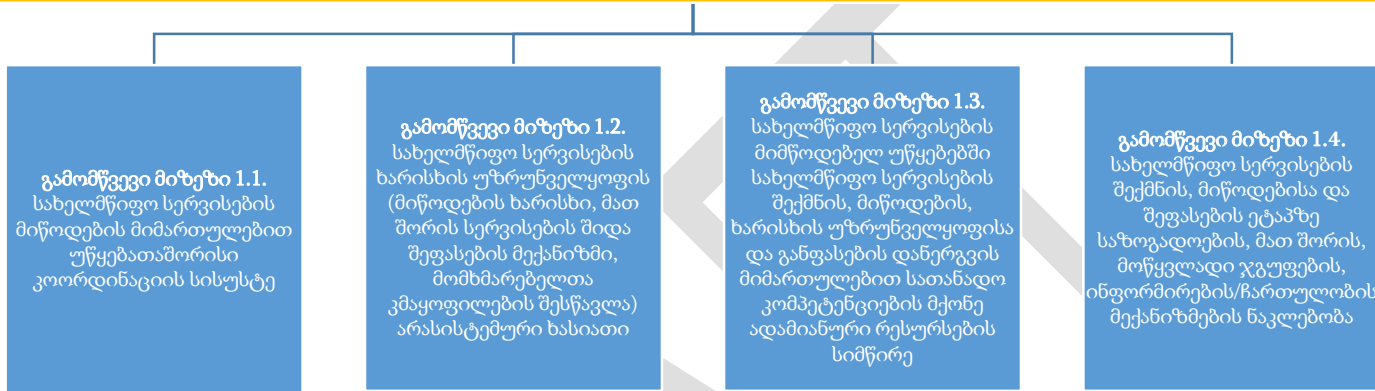 გამომწვევი მიზეზი 1.1.
სახელმწიფო სერვისების
მიწოდების მიმართულებით
უწყებათაშორისი
კოორდინაციის სისუსტე
გამომწვევი მიზეზი 1.2.
სახელმწიფო სერვისების
ხარისხის უზრუნველყოფის
(მიწოდების ხარისხი, მათ
შორის სერვისების შიდა
შეფასების მექანიზმი,
მომხმარებელთა
კმაყოფილების შესწავლა)
არასისტემური ხასიათი
გამომწვევი მიზეზი 1.3.
სახელმწიფო სერვისების
მიმწოდებელ უწყებებში
სახელმწიფო სერვისების
შექმნის, მიწოდების,
ხარისხის უზრუნველყოფისა
და განფასების დანერგვის
მიმართულებით სათანადო
კომპეტენციების მქონე
ადამიანური რესურსების
სიმწირე
გამომწვევი მიზეზი 1.4.
სახელმწიფო სერვისების
შექმნის, მიწოდებისა და
შეფასების ეტაპზე
საზოგადოების, მათ შორის,
მოწყვლადი ჯგუფების,
ინფორმირების/ჩართულობის
მექანიზმების ნაკლებობა